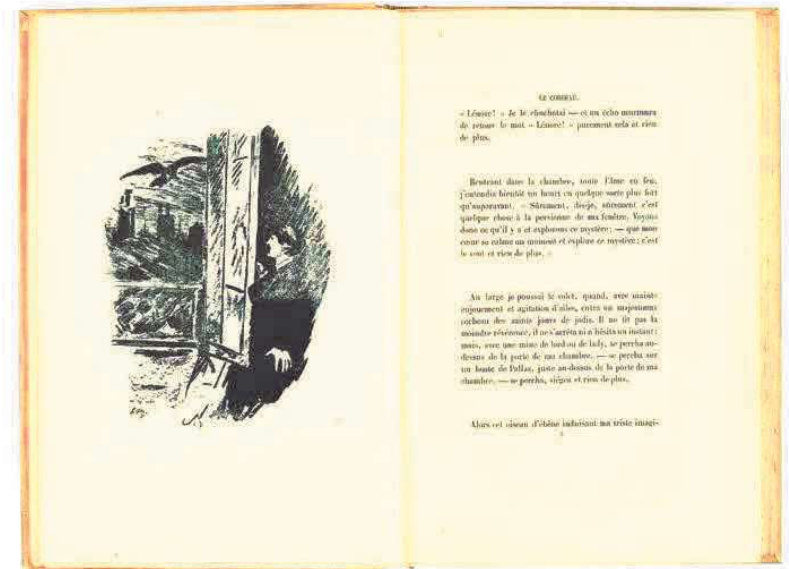 LE CORBEAU.
« Lénore! » Je le chuchotai — et un écho murmura
de retour le mot « Lénore! » purement cela et rien
de plus.
Rentrant dans la chambre, toute l'âme en feu,
j'entendis bientôt un heurt en quelque sorte plus fort
qu'auparavant. « Sûrement, dis-je, sûrement c'est
quelque chose à la persienne de ma fenêtre. Voyons
donc ce qu'il y a et explorons ce mystère; — que mon
cœur se calme un moment et explore ce mystère; c'est
le vent et rien de plus. »
Au large je poussai le volet, quand, avec maints
enjouement et agitation d'ailes, entra un majestueux
corbeau des saints jours de jadis. Il ne fit pas la
moindre révérence, il ne s'arrêta ni n'hésita un instant:
mais, avec une mine de lord ou de lady, se percha au-
dessus de la porte de ma chambre, — se percha sur
un buste de Pallas, juste au-dessus de la porte de ma
chambre, — se percha, siégea et rien de plus.
Alors cet oiseau d'ébène induisant ma triste imagi-